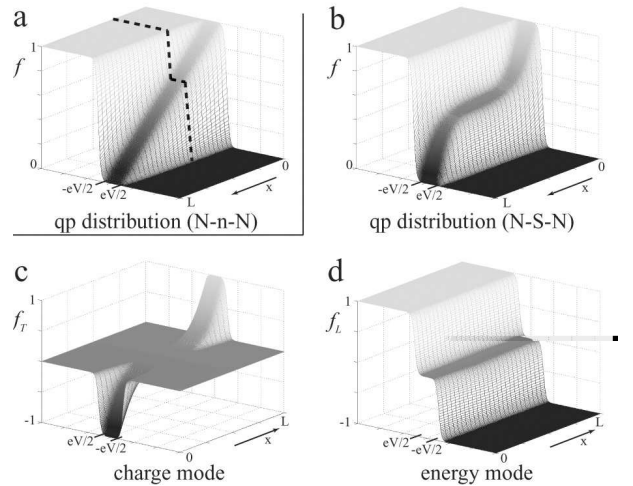 a
1
f
0
-eV/2
eV/2
L
x
0
qp distribution (N-n-N)
b
1
f
0
-eV/2
eV/2
L
x
0
qp distribution (N-S-N)
c
1
f_T
-1
eV/2
-eV/2
0
x
L
charge mode
d
1
f_L
-1
eV/2
-eV/2
0
x
L
energy mode